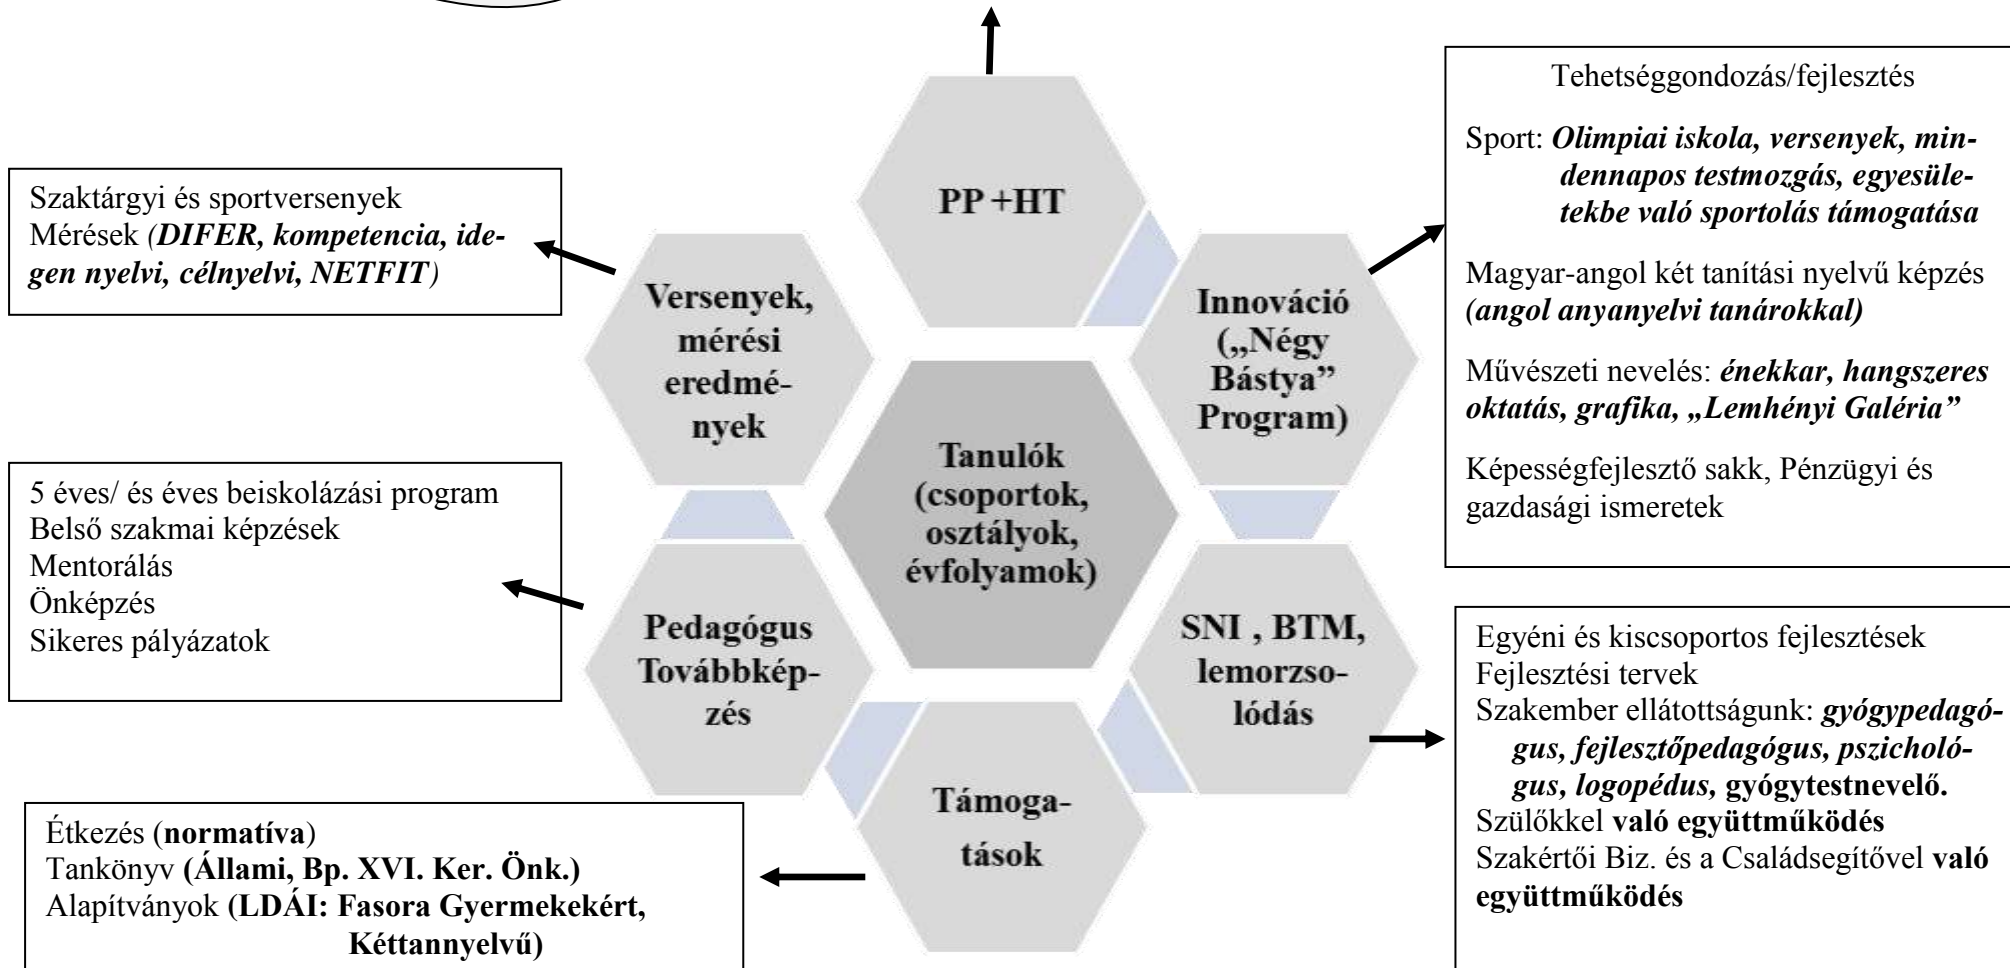 PP +HT
Tehetséggondozás/fejlesztés
Sport: Olimpiai iskola, versenyek, min-
dennapos testmozgás, egyesüle-
tekbe való sportolás támogatása
Magyar-angol két tanítási nyelvű képzés
(angol anyanyelvi tanárokkal)
Művészeti nevelés: énekkar, hangszeres
oktatás, grafika, „Lemhényi Galéria”
Képességfejlesztő sakk, Pénzügyi és
gazdasági ismeretek
Szaktárgyi és sportversenyek
Mérések (DIFER, kompetencia, ide-
gen nyelvi, célnyelvi, NETFIT)
Versenyek,
mérési
eredmé-
nyek
Innováció
(„Négy
Bástya”
Program)
Tanulók
(csoportok,
osztályok,
évfolyamok)
5 éves/ és éves beiskolázási program
Belső szakmai képzések
Mentorálás
Önképzés
Sikeres pályázatok
Pedagógus
Továbbkép-
zés
SNI , BTM,
lemorzso-
lódás
Egyéni és kiscsoportos fejlesztések
Fejlesztési tervek
Szakember ellátottságunk: gyógypedagó-
gus, fejlesztőpedagógus, pszicholó-
gus, logopédus, gyógytestnevelő.
Szülőkkel való együttműködés
Szakértői Biz. és a Családsegítővel való
együttműködés
Támoga-
tások
Étkezés (normatíva)
Tankönyv (Állami, Bp. XVI. Ker. Önk.)
Alapítványok (LDÁI: Fasora Gyermekekért,
Kéttannyelvű)